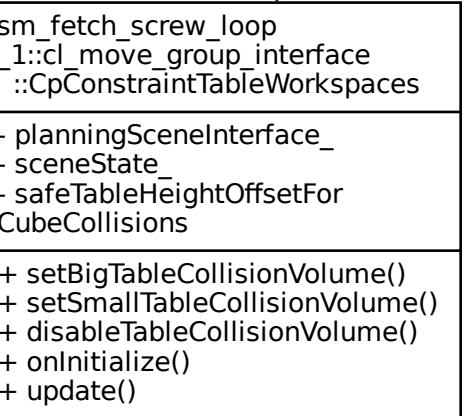 sm_fetch_screw_loop
_1::cl_move_group_interface
::CpConstraintTableWorkspaces
- planningSceneInterface_
- sceneState_
- safeTableHeightOffsetFor
CubeCollisions
+ setBigTableCollisionVolume()
+ setSmallTableCollisionVolume()
+ disableTableCollisionVolume()
+ onInitialize()
+ update()